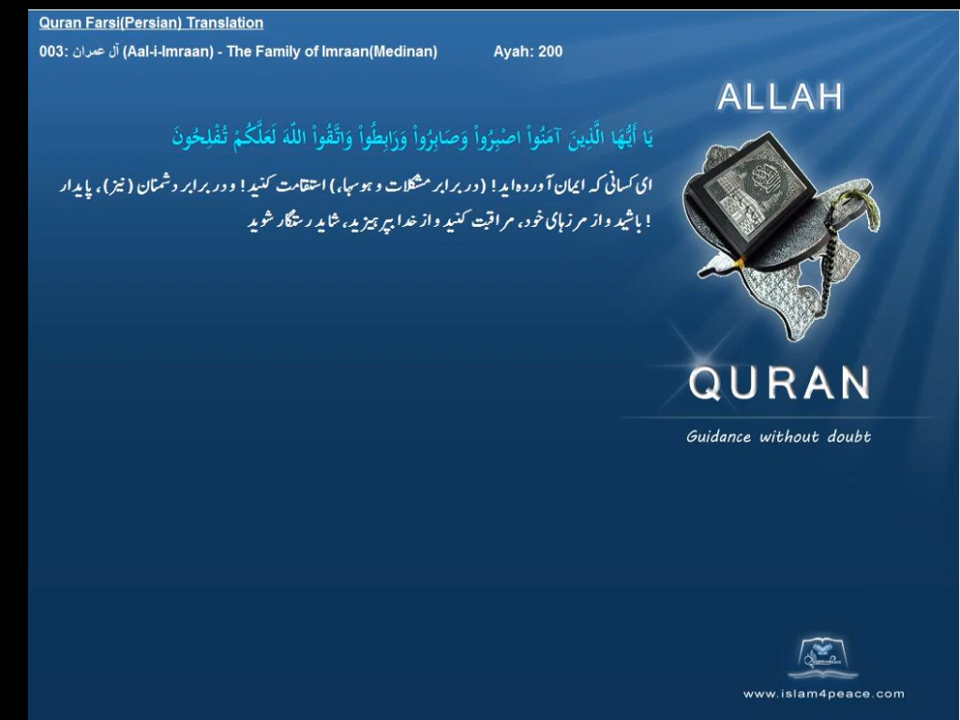 Quran Farsi(Persian) Translation
003: آل عمران (Aal-i-Imraan) - The Family of Imraan(Medinan) Ayah: 200
ALLAH
يَا أَيُّهَا الَّذِينَ آمَنُواْ اصْبِرُواْ وَصَابِرُواْ وَرَابِطُواْ وَاتَّقُواْ اللّهَ لَعَلَّكُمْ تُفْلِحُونَ
ای کسانی که ایمان آورده‌اید! (در برابر مشکلات و هوسها،) استقامت کنید! و در برابر دشمنان (نیز)، پایدار
باشید و از مرزهای خود، مراقبت کنید و از خدا بپرهیزید، شاید رستگار شوید !
QURAN
Guidance without doubt
www.islam4peace.com